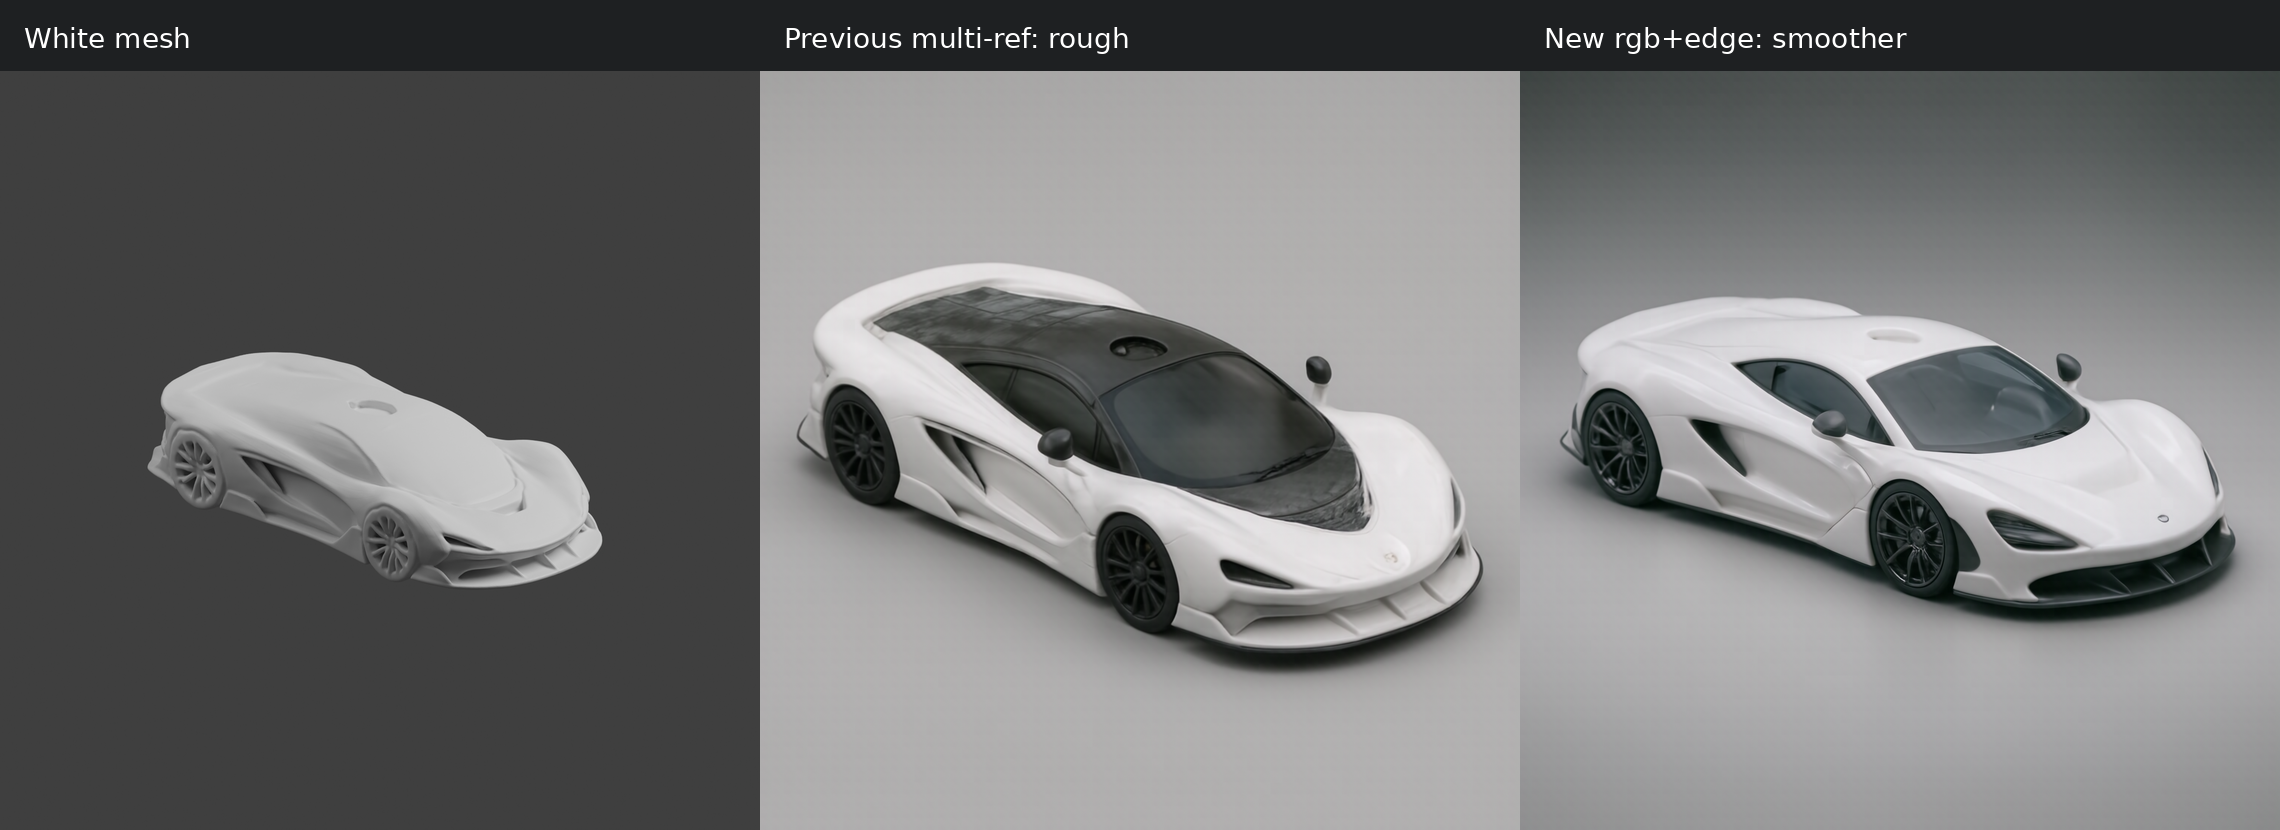 White mesh
Previous multi-ref: rough
New rgb+edge: smoother